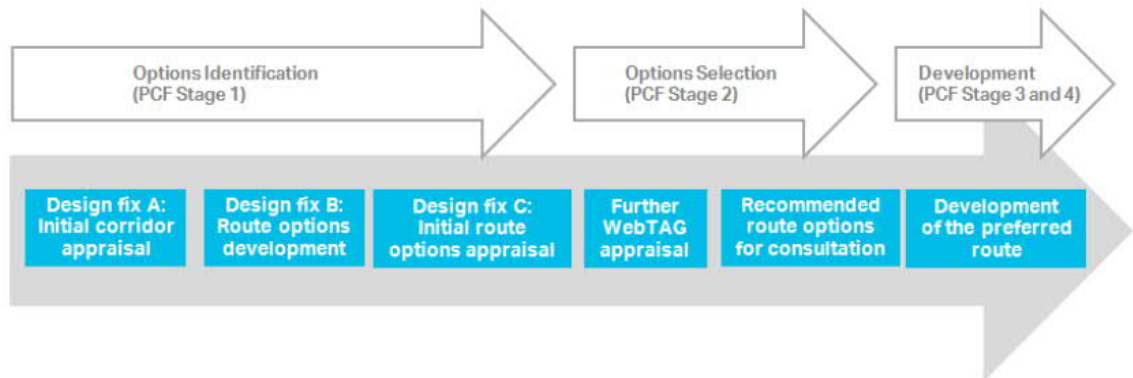 Options Identification
(PCF Stage 1)
Options Selection
(PCF Stage 2)
Development
(PCF Stage 3 and 4)
Design fix A:
Initial corridor
appraisal
Design fix B:
Route options
development
Design fix C:
Initial route
options appraisal
Further
WebTAG
appraisal
Recommended
route options
for consultation
Development
of the preferred
route